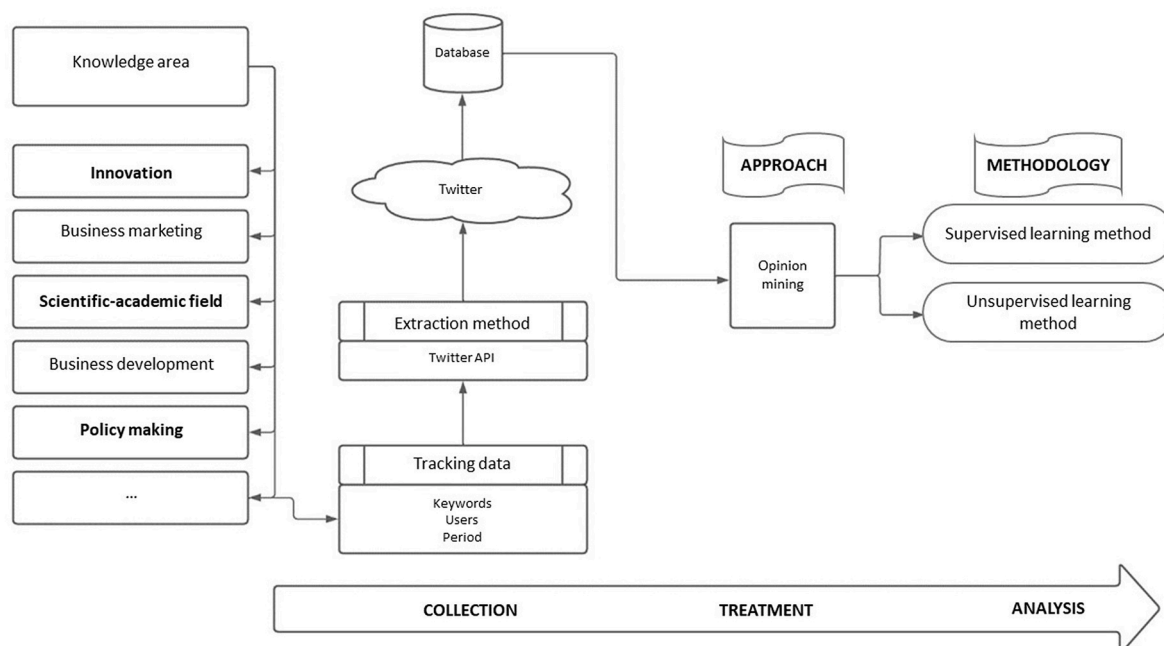 Knowledge area
Innovation
Business marketing
Scientific-academic field
Business development
Policy making
...
Database
Twitter
Extraction method
Twitter API
Tracking data
Keywords
Users
Period
APPROACH
Opinion
mining
METHODOLOGY
Supervised learning method
Unsupervised learning
method
COLLECTION
TREATMENT
ANALYSIS